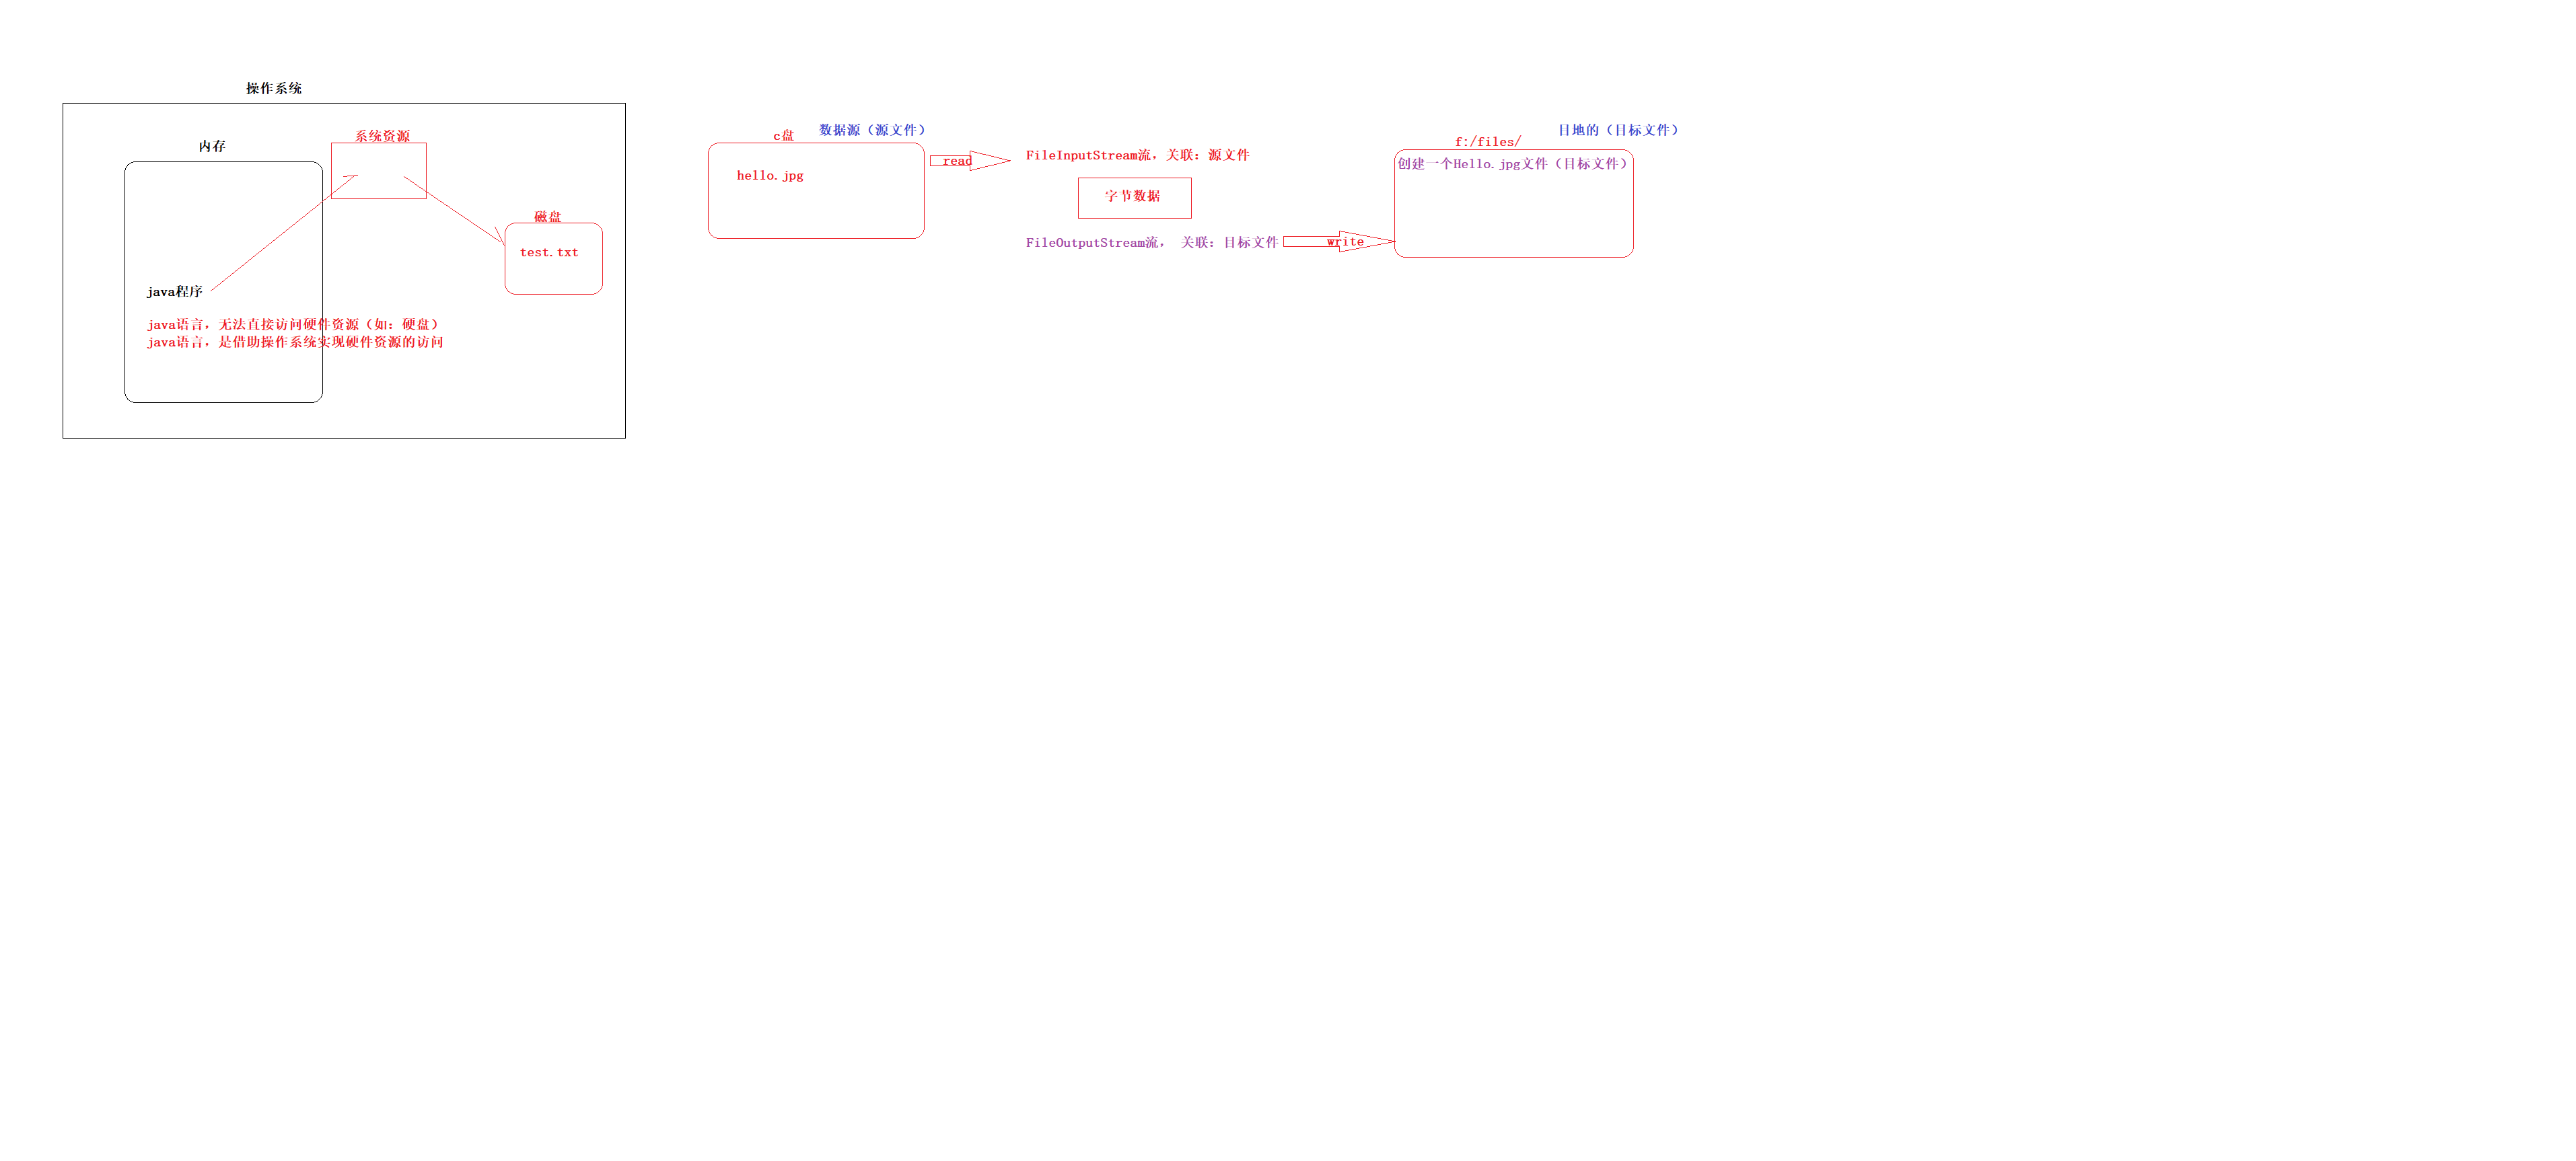 操作系统
系统资源
内存
磁盘
test.txt
java程序
java语言，无法直接访问硬件资源（如：硬盘）
java语言，是借助操作系统实现硬件资源的访问
c盘
数据源（源文件）
hello.jpg
read
FileInputStream流，关联：源文件
字节数据
FileOutputStream流， 关联：目标文件
write
f:/files/
目地的（目标文件）
创建一个Hello.jpg文件（目标文件）